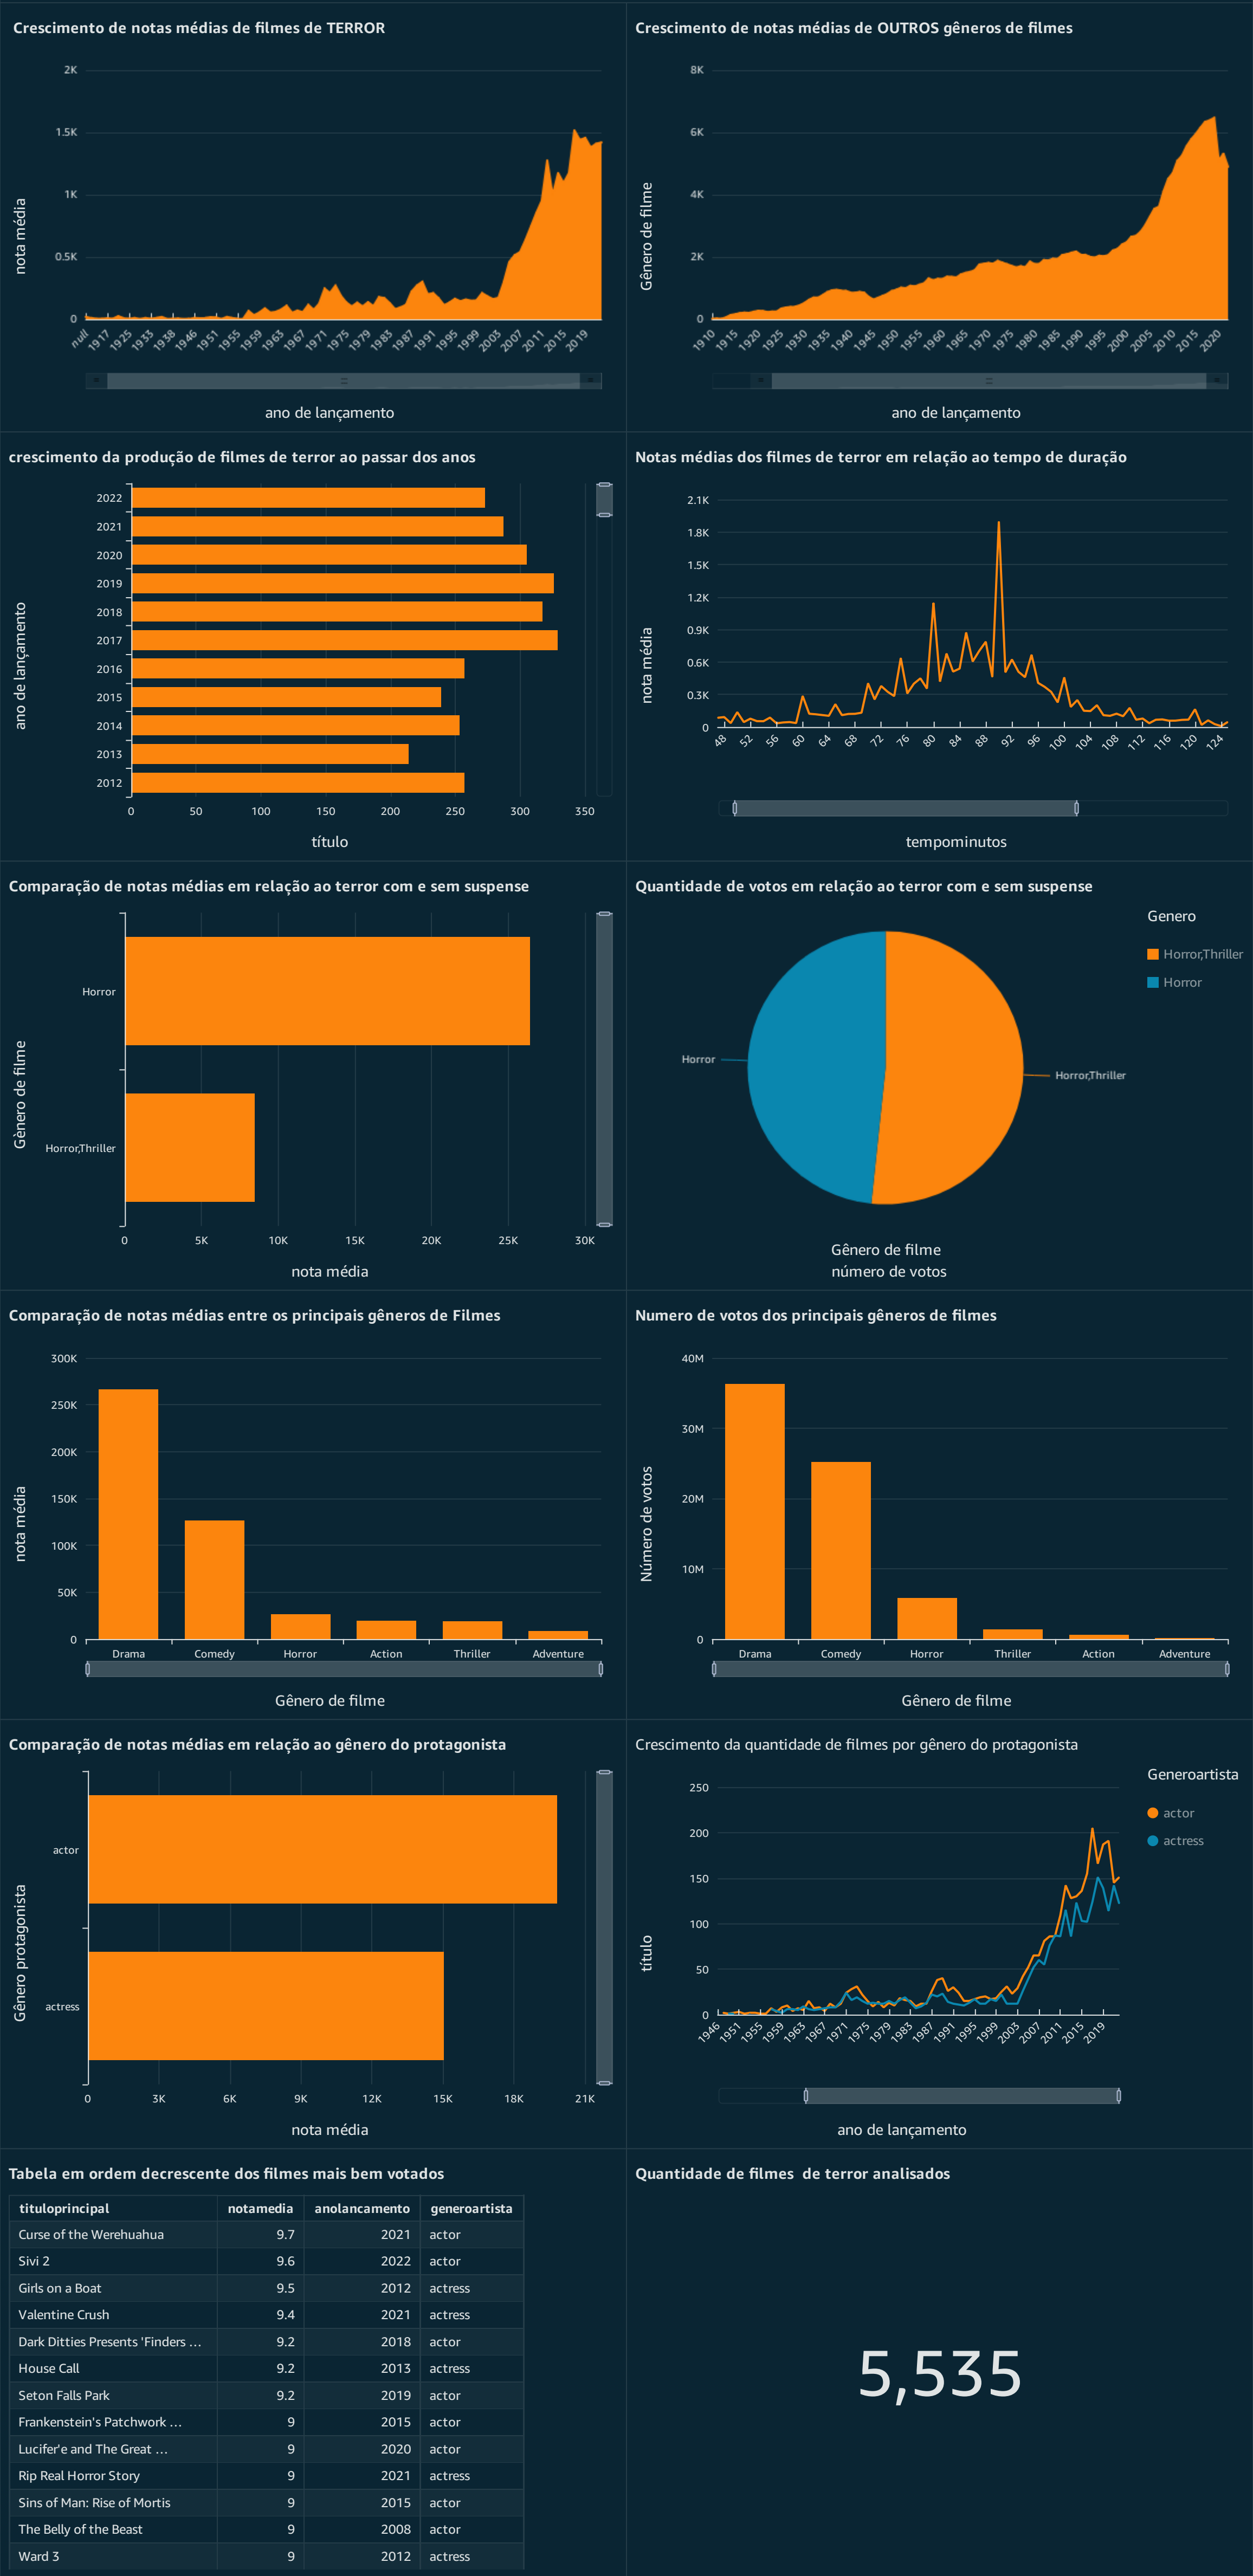 Crescimento de notas médias de filmes de TERROR
nota média
2K
1.5K
1K
0.5K
0
null 1917 1925 1933 1938 1946 1951 1955 1959 1963 1967 1971 1975 1979 1983 1987 1991 1995 1999 2003 2007 2011 2015 2019
ano de lançamento
Crescimento de notas médias de OUTROS gêneros de filmes
Gênero de filme
8K
6K
4K
2K
0
1910 1915 1920 1925 1930 1935 1940 1945 1950 1955 1960 1965 1970 1975 1980 1985 1990 1995 2000 2005 2010 2015 2020
ano de lançamento
crescimento da produção de filmes de terror ao passar dos anos
ano de lançamento
2022
2021
2020
2019
2018
2017
2016
2015
2014
2013
2012
0 50 100 150 200 250 300 350
título
Notas médias dos filmes de terror em relação ao tempo de duração
nota média
2.1K
1.8K
1.5K
1.2K
0.9K
0.6K
0.3K
0
48 52 56 60 64 68 72 76 80 84 88 92 96 100 104 108 112 116 120 124
tempominutos
Comparação de notas médias em relação ao terror com e sem suspense
Gènero de filme
Horror
Horror,Thriller
0 5K 10K 15K 20K 25K 30K
nota média
Quantidade de votos em relação ao terror com e sem suspense
Genero
Horror,Thriller
Horror
Horror
Horror,Thriller
Gênero de filme
número de votos
Comparação de notas médias entre os principais gêneros de Filmes
nota média
300K
250K
200K
150K
100K
50K
0
Drama Comedy Horror Action Thriller Adventure
Gênero de filme
Numero de votos dos principais gêneros de filmes
Número de votos
40M
30M
20M
10M
0
Drama Comedy Horror Thriller Action Adventure
Gênero de filme
Comparação de notas médias em relação ao gênero do protagonista
Gênero protagonista
actor
actress
0 3K 6K 9K 12K 15K 18K 21K
nota média
Crescimento da quantidade de filmes por gênero do protagonista
Generoartista
actor
actress
título
250
200
150
100
50
0
1946 1951 1955 1959 1963 1967 1971 1975 1979 1983 1987 1991 1995 1999 2003 2007 2011 2015 2019
ano de lançamento
Tabela em ordem decrescente dos filmes mais bem votados
tituloprincipal notamedia anolancamento generoartista
Curse of the Werehuahua 9.7 2021 actor
Sivi 2 9.6 2022 actor
Girls on a Boat 9.5 2012 actress
Valentine Crush 9.4 2021 actress
Dark Ditties Presents 'Finders ... 9.2 2018 actor
House Call 9.2 2013 actress
Seton Falls Park 9.2 2019 actor
Frankenstein's Patchwork ... 9 2015 actor
Lucifer'e and The Great ... 9 2020 actor
Rip Real Horror Story 9 2021 actress
Sins of Man: Rise of Mortis 9 2015 actor
The Belly of the Beast 9 2008 actor
Ward 3 9 2012 actress
Quantidade de filmes  de terror analisados
5,535